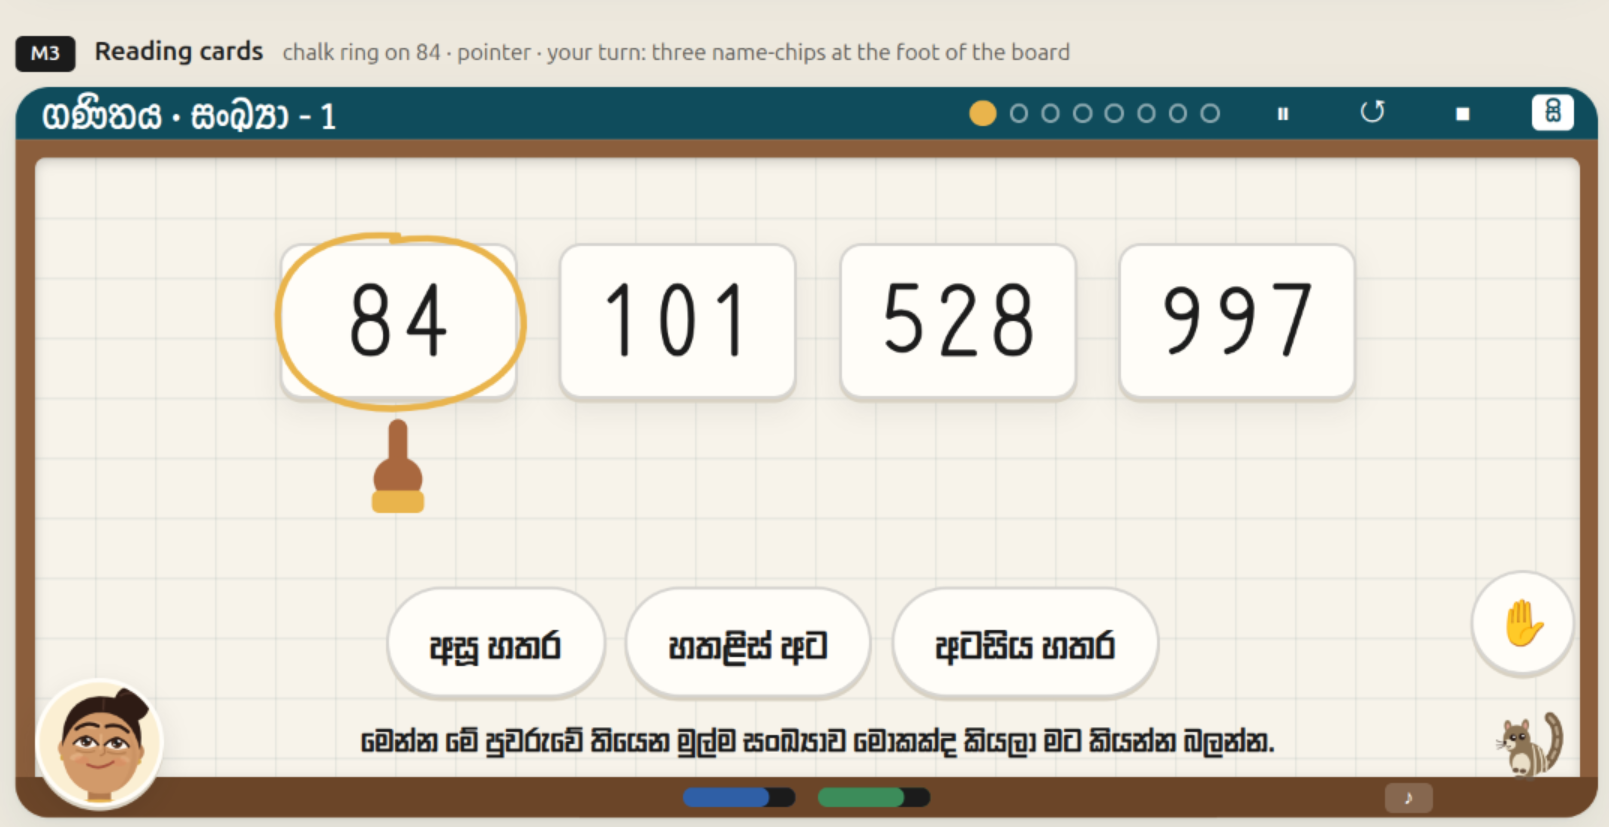 M3 Reading cards chalk ring on 84 · pointer · your turn: three name-chips at the foot of the board
ගණිතය · සංඛ්‍යා - 1
සිං
84 101 528 997
අසූ හතර හතළිස් අට අටසිය හතර
මෙන්න මේ පුවරුවේ තියෙන මුල්ම සංඛ්‍යාව මොකක්ද කියලා මට කියන්න බලන්න.